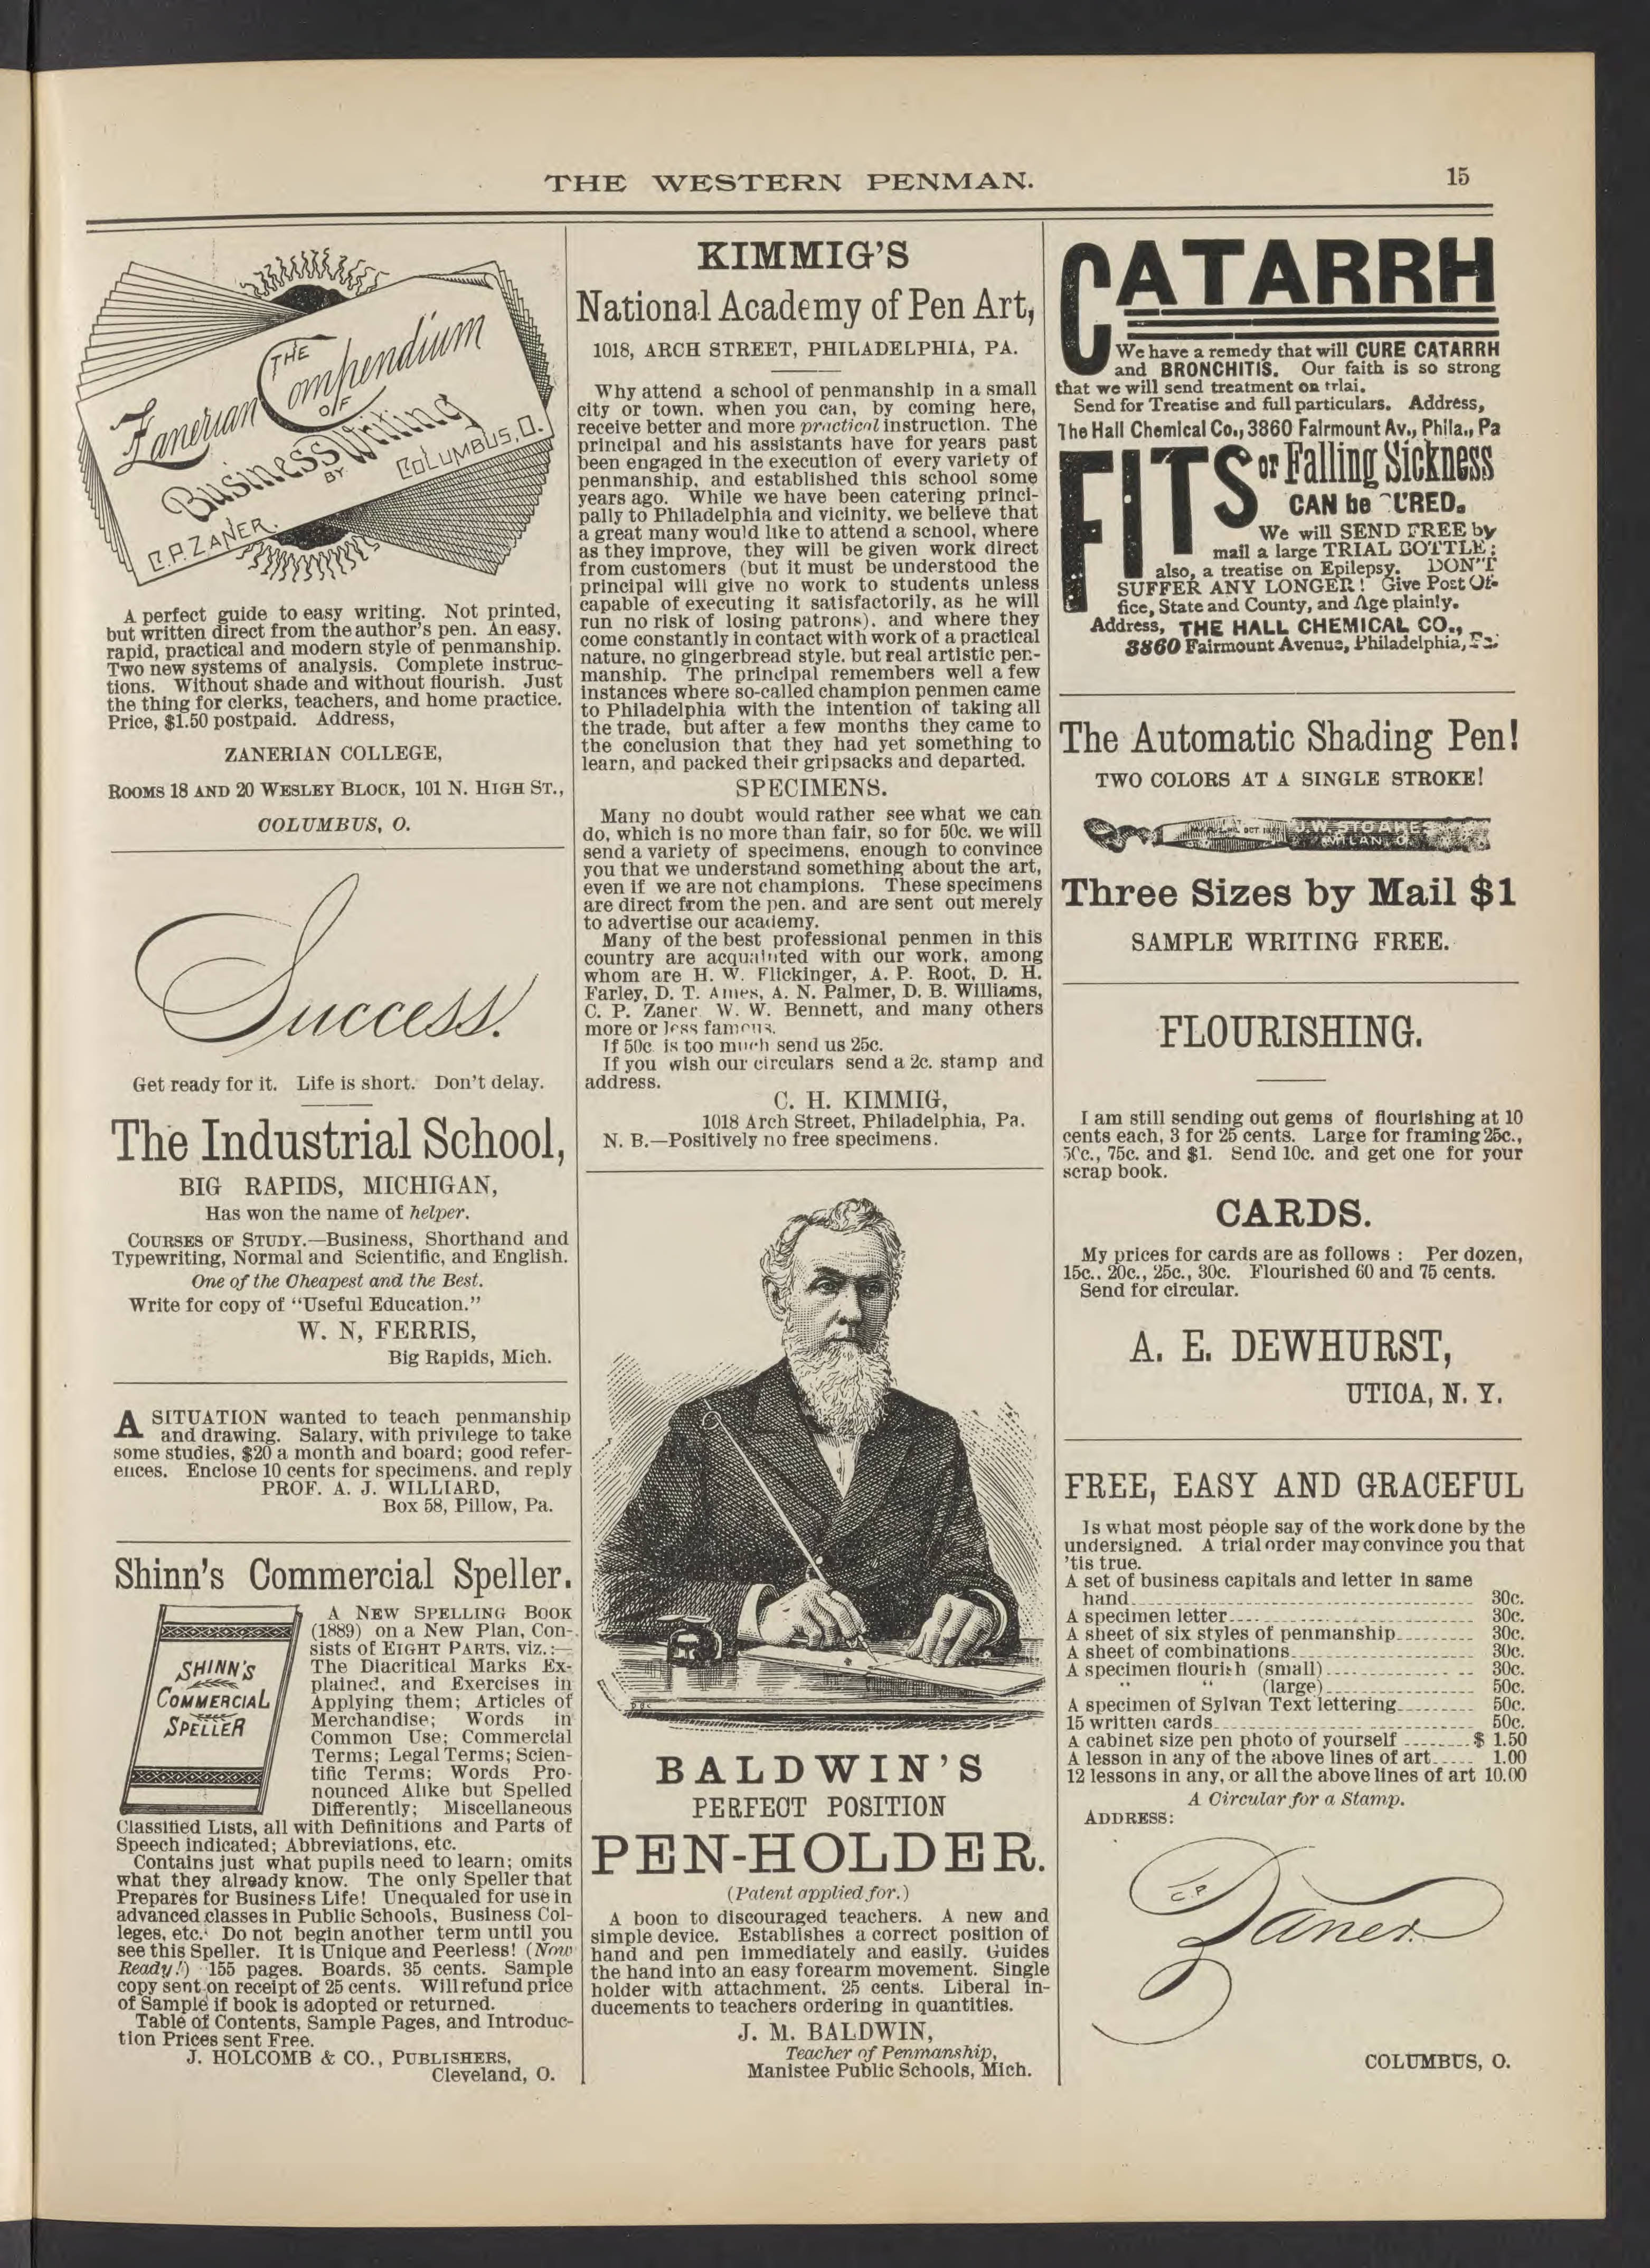 THE WESTERN PENMAN.
15
THE
Zanerian Compendium
OF
Business Writing
BY
C.P. ZANER.
COLUMBUS, O.
A perfect guide to easy writing. Not printed,
but written direct from the author's pen. An easy,
rapid, practical and modern style of penmanship.
Two new systems of analysis. Complete instruc-
tions. Without shade and without flourish. Just
the thing for clerks, teachers, and home practice.
Price, $1.50 postpaid. Address,
ZANERIAN COLLEGE,
ROOMS 18 AND 20 WESLEY BLOCK, 101 N. HIGH ST.,
COLUMBUS, O.
Success.
Get ready for it. Life is short. Don't delay.
The Industrial School,
BIG RAPIDS, MICHIGAN,
Has won the name of helper.
COURSES OF STUDY.—Business, Shorthand and
Typewriting, Normal and Scientific, and English.
One of the Cheapest and the Best.
Write for copy of "Useful Education."
W. N, FERRIS,
Big Rapids, Mich.
A SITUATION wanted to teach penmanship
and drawing. Salary, with privilege to take
some studies, $20 a month and board; good refer-
ences. Enclose 10 cents for specimens, and reply
PROF. A. J. WILLIARD,
Box 58, Pillow, Pa.
Shinn's Commercial Speller.
SHINN'S
COMMERCIAL
SPELLER
A NEW SPELLING BOOK
(1889) on a New Plan, Con-
sists of EIGHT PARTS, viz.:—
The Diacritical Marks Ex-
plained, and Exercises in
Applying them; Articles of
Merchandise; Words in
Common Use; Commercial
Terms; Legal Terms; Scien-
tific Terms; Words Pro-
nounced Alike but Spelled
Differently; Miscellaneous
Classified Lists, all with Definitions and Parts of
Speech indicated; Abbreviations, etc.
Contains just what pupils need to learn; omits
what they already know. The only Speller that
Prepares for Business Life! Unequaled for use in
advanced classes in Public Schools, Business Col-
leges, etc. Do not begin another term until you
see this Speller. It is Unique and Peerless! (Now
Ready!) 155 pages. Boards, 35 cents. Sample
copy sent on receipt of 25 cents. Will refund price
of Sample if book is adopted or returned.
Table of Contents, Sample Pages, and Introduc-
tion Prices sent Free.
J. HOLCOMB & CO., PUBLISHERS,
Cleveland, O.
KIMMIG'S
National Academy of Pen Art,
1018, ARCH STREET, PHILADELPHIA, PA.
Why attend a school of penmanship in a small
city or town, when you can, by coming here,
receive better and more practical instruction. The
principal and his assistants have for years past
been engaged in the execution of every variety of
penmanship, and established this school some
years ago. While we have been catering princi-
pally to Philadelphia and vicinity, we believe that
a great many would like to attend a school, where
as they improve, they will be given work direct
from customers (but it must be understood the
principal will give no work to students unless
capable of executing it satisfactorily, as he will
run no risk of losing patrons), and where they
come constantly in contact with work of a practical
nature, no gingerbread style, but real artistic pen-
manship. The principal remembers well a few
instances where so-called champion penmen came
to Philadelphia with the intention of taking all
the trade, but after a few months they came to
the conclusion that they had yet something to
learn, and packed their gripsacks and departed.
SPECIMENS.
Many no doubt would rather see what we can
do, which is no more than fair, so for 50c. we will
send a variety of specimens, enough to convince
you that we understand something about the art,
even if we are not champions. These specimens
are direct from the pen, and are sent out merely
to advertise our academy.
Many of the best professional penmen in this
country are acquainted with our work, among
whom are H. W. Flickinger, A. P. Root, D. H.
Farley, D. T. Ames, A. N. Palmer, D. B. Williams,
C. P. Zaner, W. W. Bennett, and many others
more or less famous.
If 50c. is too much send us 25c.
If you wish our circulars send a 2c. stamp and
address.
C. H. KIMMIG,
1018 Arch Street, Philadelphia, Pa.
N. B.—Positively no free specimens.
BALDWIN'S
PERFECT POSITION
PEN-HOLDER.
(Patent applied for.)
A boon to discouraged teachers. A new and
simple device. Establishes a correct position of
hand and pen immediately and easily. Guides
the hand into an easy forearm movement. Single
holder with attachment, 25 cents. Liberal in-
ducements to teachers ordering in quantities.
J. M. BALDWIN,
Teacher of Penmanship,
Manistee Public Schools, Mich.
CATARRH
We have a remedy that will CURE CATARRH
and BRONCHITIS. Our faith is so strong
that we will send treatment on trlai.
Send for Treatise and full particulars. Address,
The Hall Chemical Co., 3860 Fairmount Av., Phila., Pa
FITS or Falling Sickness
CAN be CURED.
We will SEND FREE by
mail a large TRIAL BOTTLE;
also, a treatise on Epilepsy. DON'T
SUFFER ANY LONGER! Give Post Of-
fice, State and County, and Age plainly.
Address, THE HALL CHEMICAL CO.,
3860 Fairmount Avenue, Philadelphia, Pa.
The Automatic Shading Pen!
TWO COLORS AT A SINGLE STROKE!
OCT.
J.W. STOAKES
MILAN, O.
Three Sizes by Mail $1
SAMPLE WRITING FREE.
FLOURISHING.
I am still sending out gems of flourishing at 10
cents each, 3 for 25 cents. Large for framing 25c.,
50c., 75c. and $1. Send 10c. and get one for your
scrap book.
CARDS.
My prices for cards are as follows: Per dozen,
15c., 20c., 25c., 30c. Flourished 60 and 75 cents.
Send for circular.
A. E. DEWHURST,
UTICA, N. Y.
FREE, EASY AND GRACEFUL
Is what most people say of the work done by the
undersigned. A trial order may convince you that
'tis true.
A set of business capitals and letter in same
hand 30c.
A specimen letter 30c.
A sheet of six styles of penmanship 30c.
A sheet of combinations 30c.
A specimen flourish (small) 30c.
" " (large) 50c.
A specimen of Sylvan Text lettering 50c.
15 written cards 50c.
A cabinet size pen photo of yourself $ 1.50
A lesson in any of the above lines of art 1.00
12 lessons in any, or all the above lines of art 10.00
A Circular for a Stamp.
ADDRESS:
C.P. Zaner.
COLUMBUS, O.